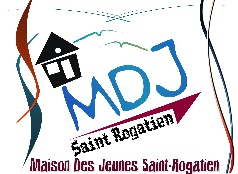 MDJ
Saint Rogatien
Maison Des Jeunes Saint-Rogatien